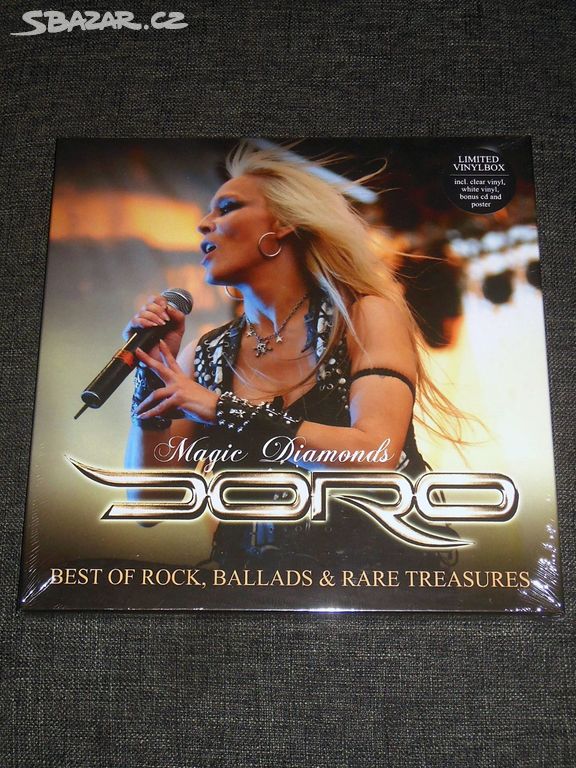 SBAZAR.CZ
LIMITED
VINYLBOX
incl. clear vinyl,
white vinyl,
bonus cd and
poster
Magic Diamonds
DORO
BEST OF ROCK, BALLADS & RARE TREASURES